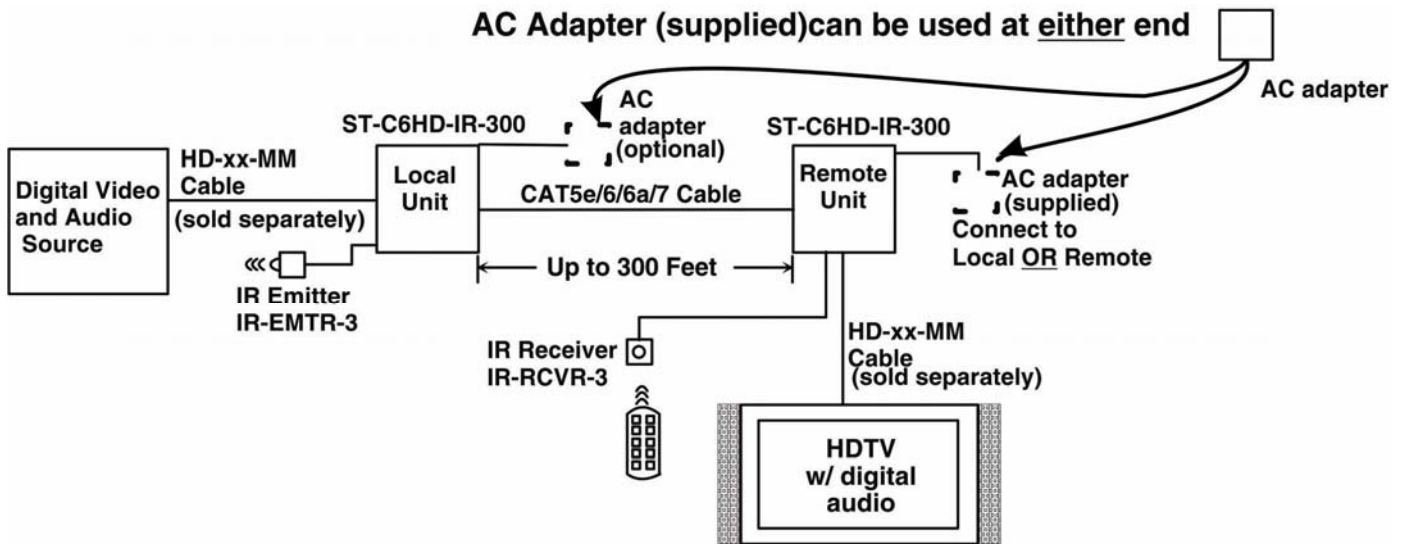 AC Adapter (supplied)can be used at either end
AC adapter
ST-C6HD-IR-300
AC
adapter
(optional)
ST-C6HD-IR-300
HD-xx-MM
Cable
(sold separately)
Digital Video
and Audio
Source
Local
Unit
CAT5e/6/6a/7 Cable
Remote
Unit
AC adapter
(supplied)
Connect to
Local OR Remote
Up to 300 Feet
IR Emitter
IR-EMTR-3
IR Receiver
IR-RCVR-3
HD-xx-MM
Cable
(sold separately)
HDTV
w/ digital
audio